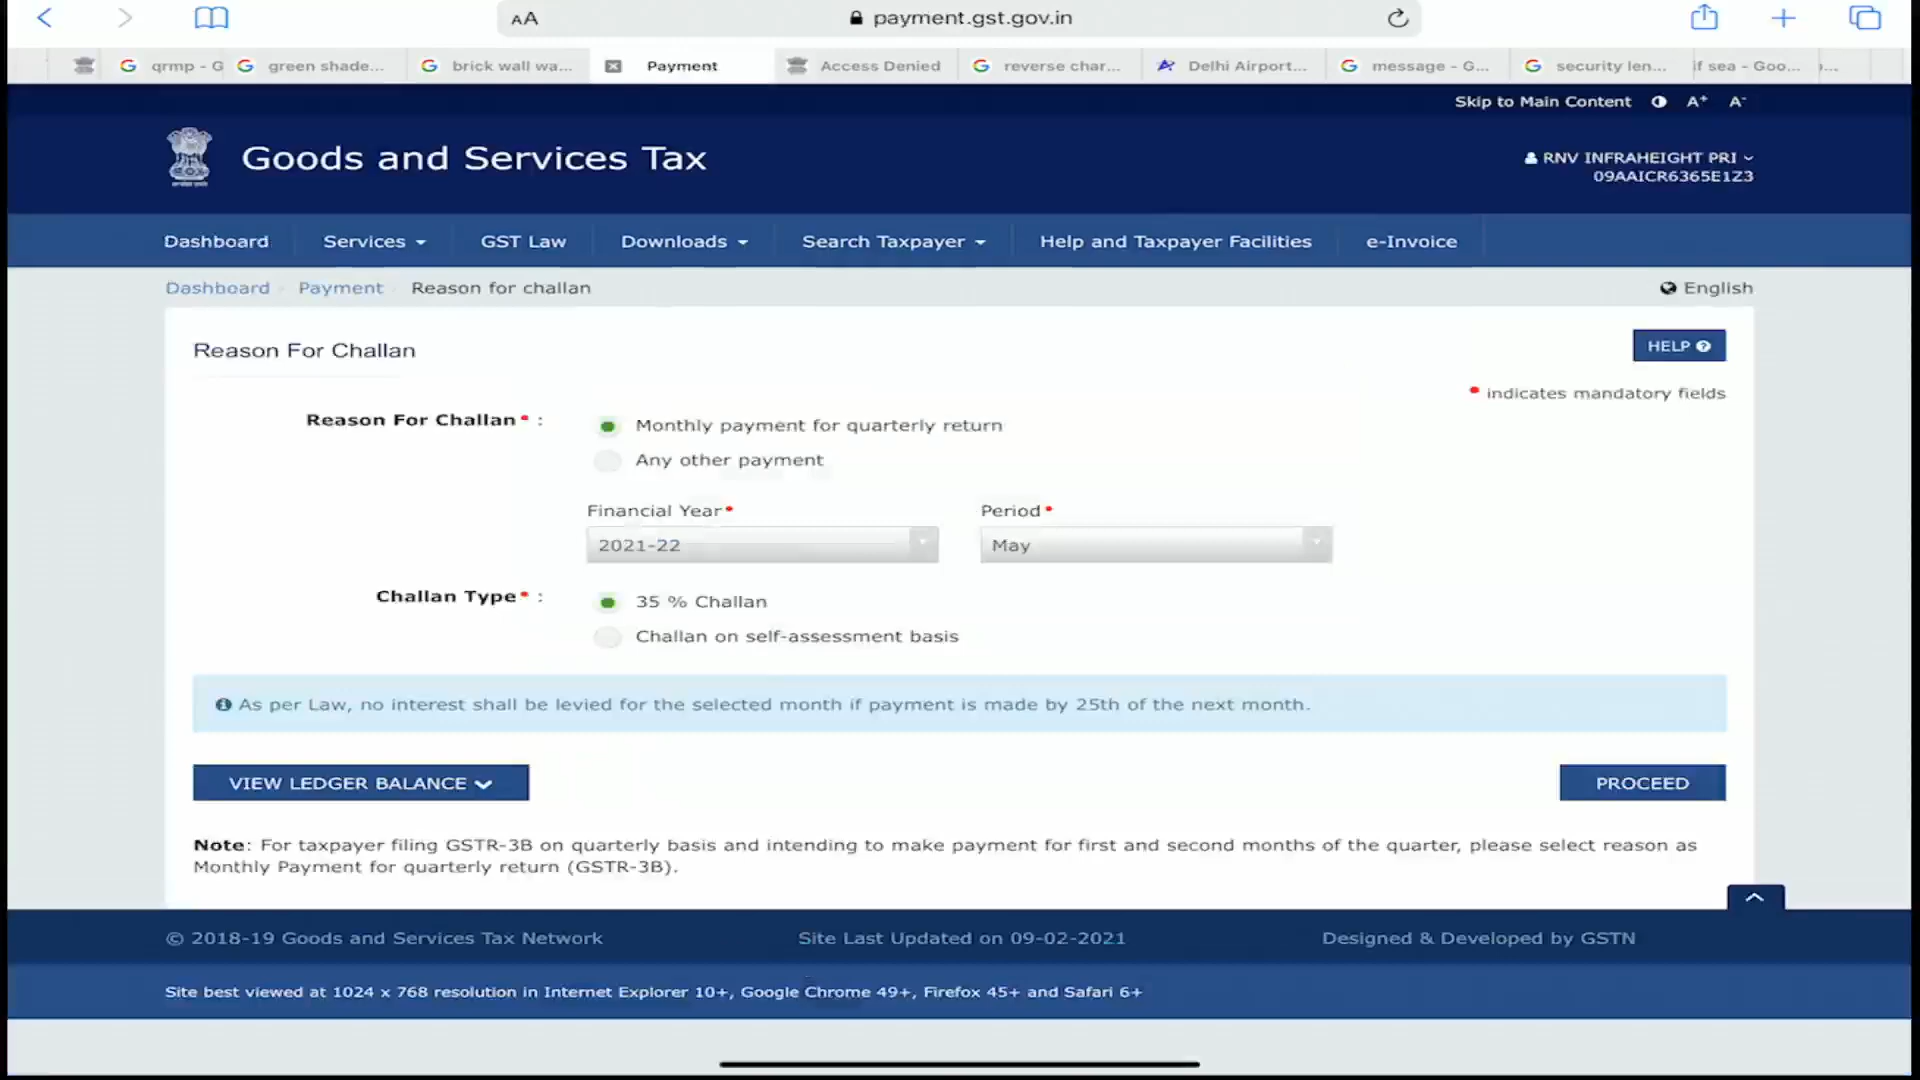 AA payment.gst.gov.in
qrmp - G green shade... brick wall wa... Payment Access Denied reverse char... Delhi Airport... message - G... security len... if sea - Goo...
Skip to Main Content A+ A-
Goods and Services Tax
RNV INFRAHEIGHT PRI
09AAICR6365E1Z3
Dashboard Services GST Law Downloads Search Taxpayer Help and Taxpayer Facilities e-Invoice
Dashboard Payment Reason for challan English
Reason For Challan HELP
• indicates mandatory fields
Reason For Challan• : Monthly payment for quarterly return
Any other payment
Financial Year• Period•
2021-22 May
Challan Type• : 35 % Challan
Challan on self-assessment basis
As per Law, no interest shall be levied for the selected month if payment is made by 25th of the next month.
VIEW LEDGER BALANCE PROCEED
Note: For taxpayer filing GSTR-3B on quarterly basis and intending to make payment for first and second months of the quarter, please select reason as
Monthly Payment for quarterly return (GSTR-3B).
© 2018-19 Goods and Services Tax Network Site Last Updated on 09-02-2021 Designed & Developed by GSTN
Site best viewed at 1024 x 768 resolution in Internet Explorer 10+, Google Chrome 49+, Firefox 45+ and Safari 6+